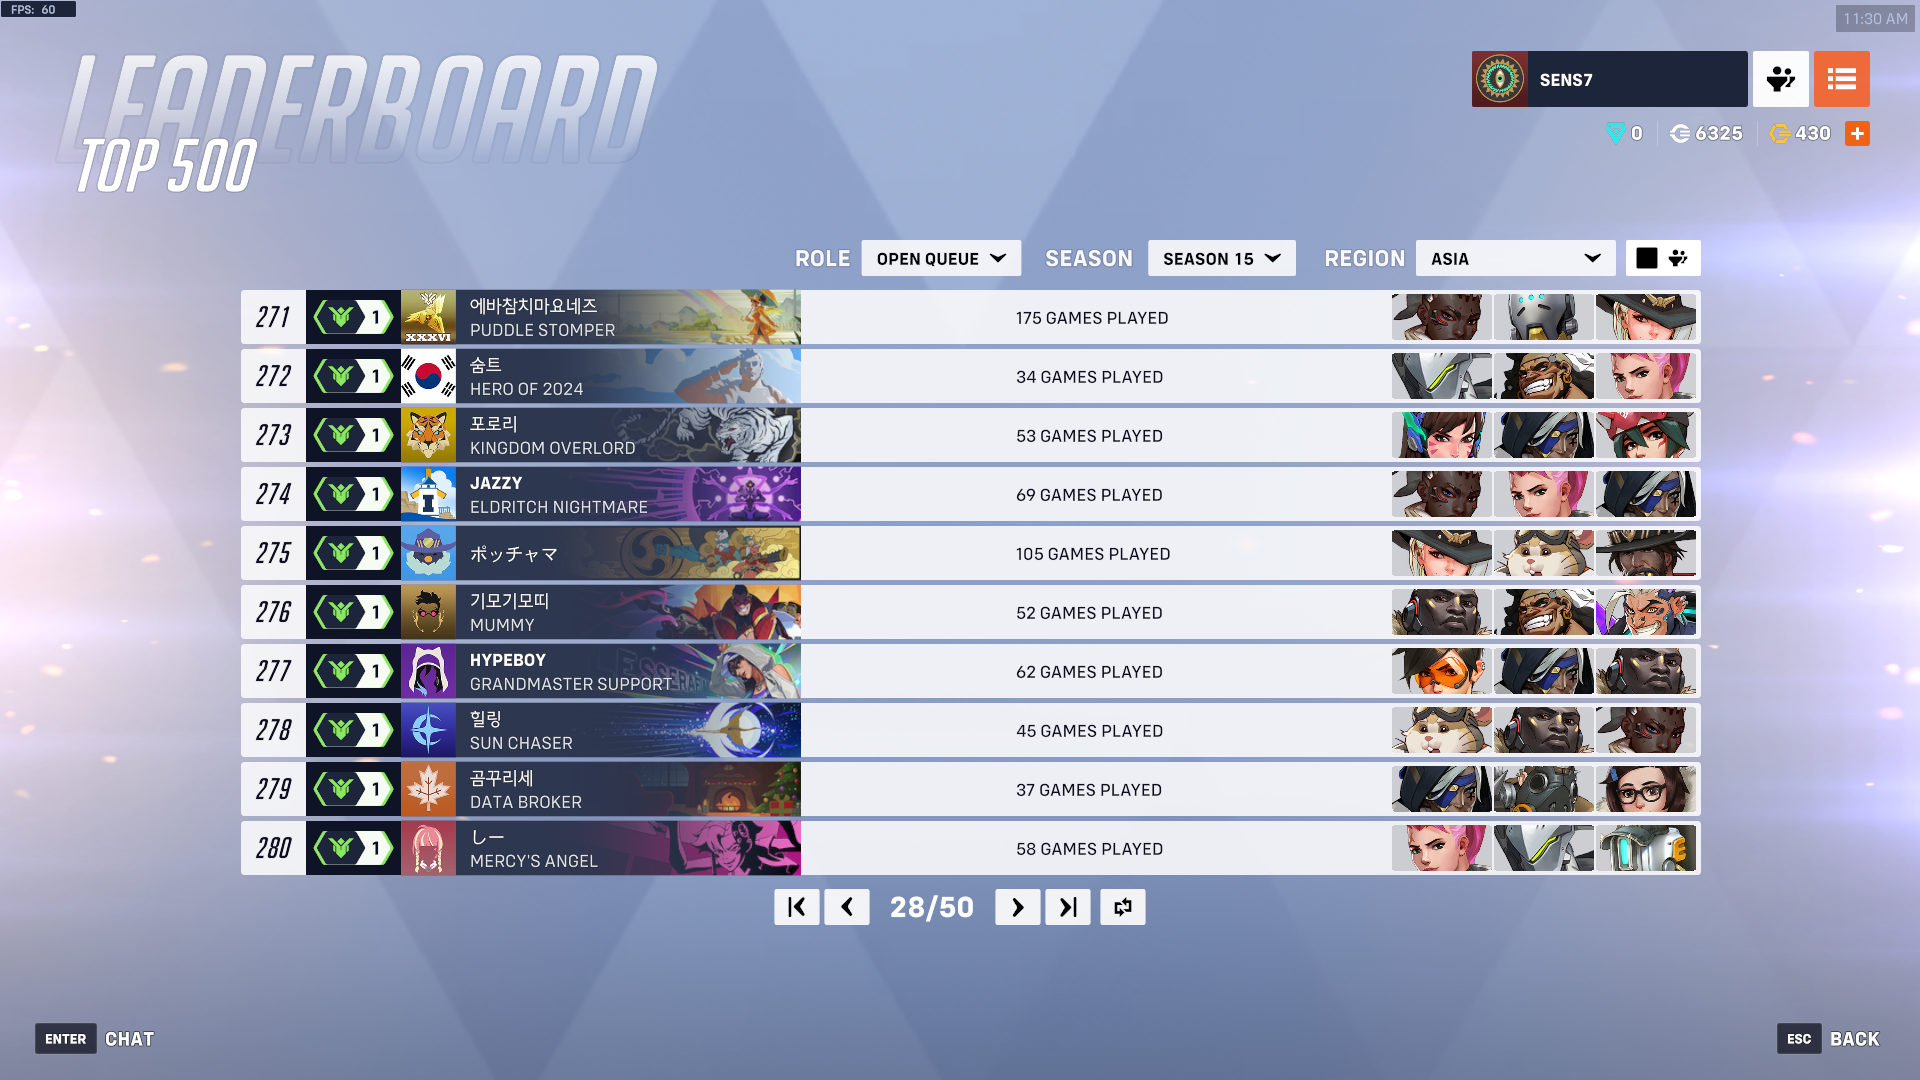 FPS: 60
11:30 AM
LEADERBOARD
TOP 500
SENS7
0
6325
430
ROLE
OPEN QUEUE
SEASON
SEASON 15
REGION
ASIA
271
1
XXXVI
에바참치마요네즈
PUDDLE STOMPER
175 GAMES PLAYED
272
1
숨트
HERO OF 2024
34 GAMES PLAYED
273
1
포로리
KINGDOM OVERLORD
53 GAMES PLAYED
274
1
JAZZY
ELDRITCH NIGHTMARE
69 GAMES PLAYED
275
1
ポッチャマ
105 GAMES PLAYED
276
1
기모기모띠
MUMMY
52 GAMES PLAYED
277
1
HYPEBOY
GRANDMASTER SUPPORT
62 GAMES PLAYED
278
1
힐링
SUN CHASER
45 GAMES PLAYED
279
1
곰꾸리세
DATA BROKER
37 GAMES PLAYED
280
1
しー
MERCY'S ANGEL
58 GAMES PLAYED
28/50
ENTER CHAT
ESC BACK